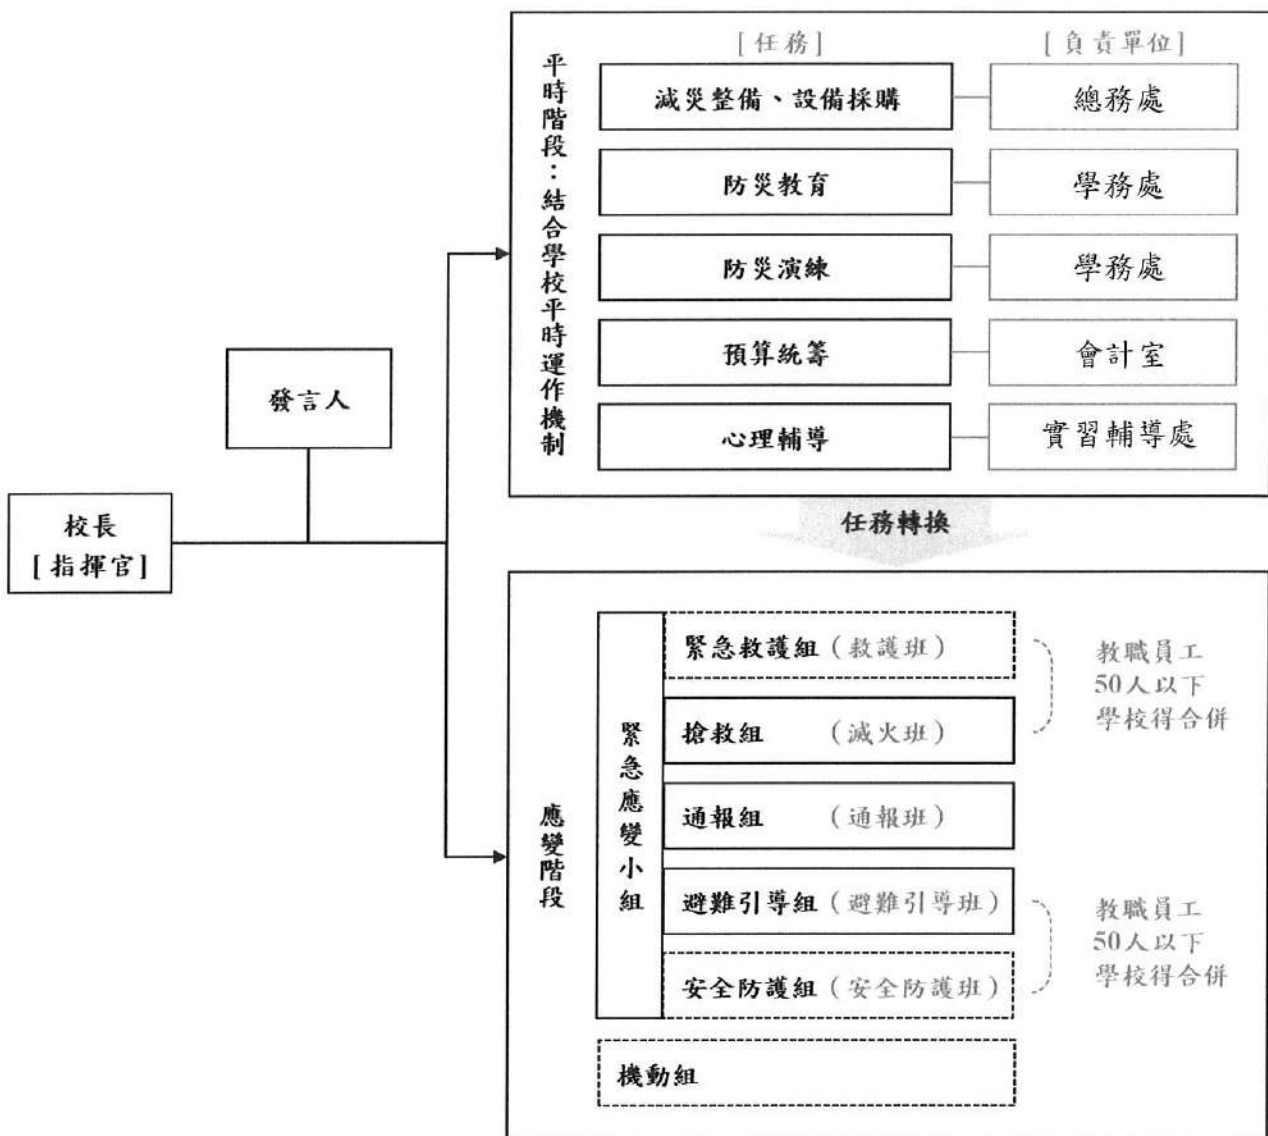 [任務]
[負責單位]
平時階段：結合學校平時運作機制
減災整備、設備採購
總務處
防災教育
學務處
防災演練
學務處
預算統籌
會計室
心理輔導
實習輔導處
發言人
校長
[指揮官]
任務轉換
應變階段
緊急應變小組
緊急救護組（救護班）
搶救組（滅火班）
教職員工
50人以下
學校得合併
通報組（通報班）
避難引導組（避難引導班）
安全防護組（安全防護班）
教職員工
50人以下
學校得合併
機動組